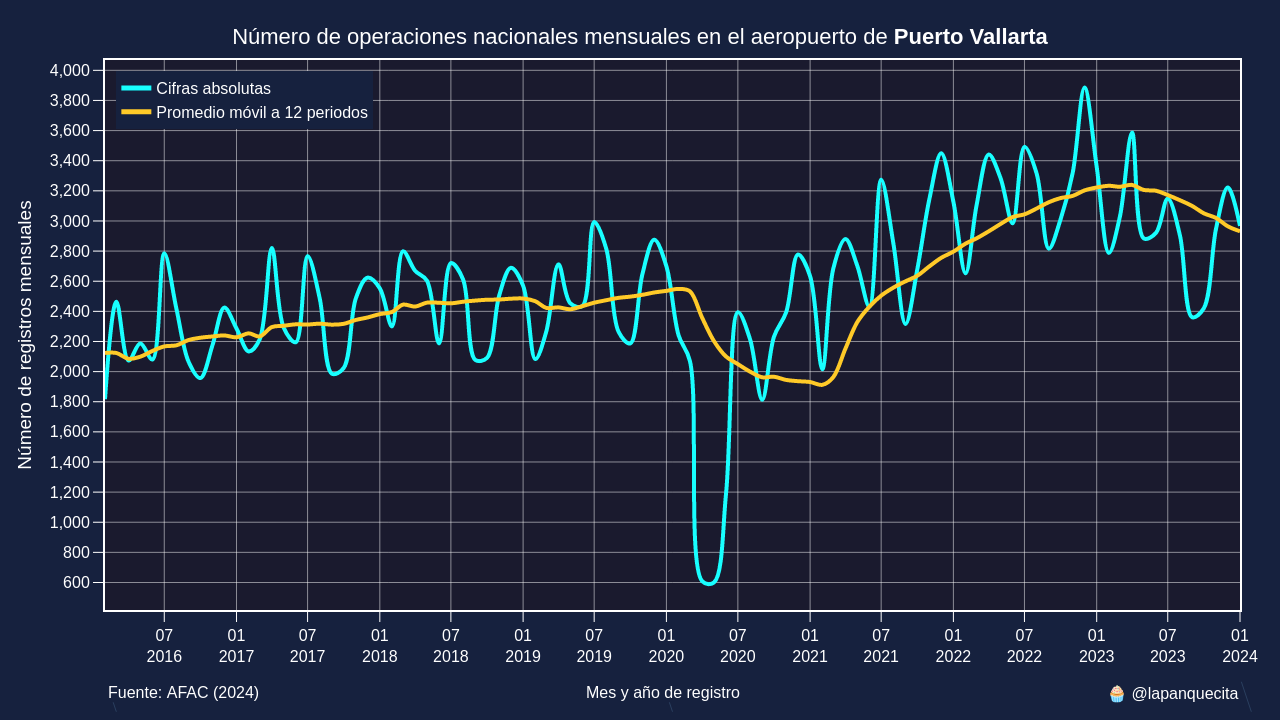 Número de operaciones nacionales mensuales en el aeropuerto de Puerto Vallarta
Cifras absolutas
Promedio móvil a 12 periodos
Número de registros mensuales
4,000
3,800
3,600
3,400
3,200
3,000
2,800
2,600
2,400
2,200
2,000
1,800
1,600
1,400
1,200
1,000
800
600
07 01 07 01 07 01 07 01 07 01 07 01 07 01 07 01
2016 2017 2017 2018 2018 2019 2019 2020 2020 2021 2021 2022 2022 2023 2023 2024
Fuente: AFAC (2024)
Mes y año de registro
🧁 @lapanquecita